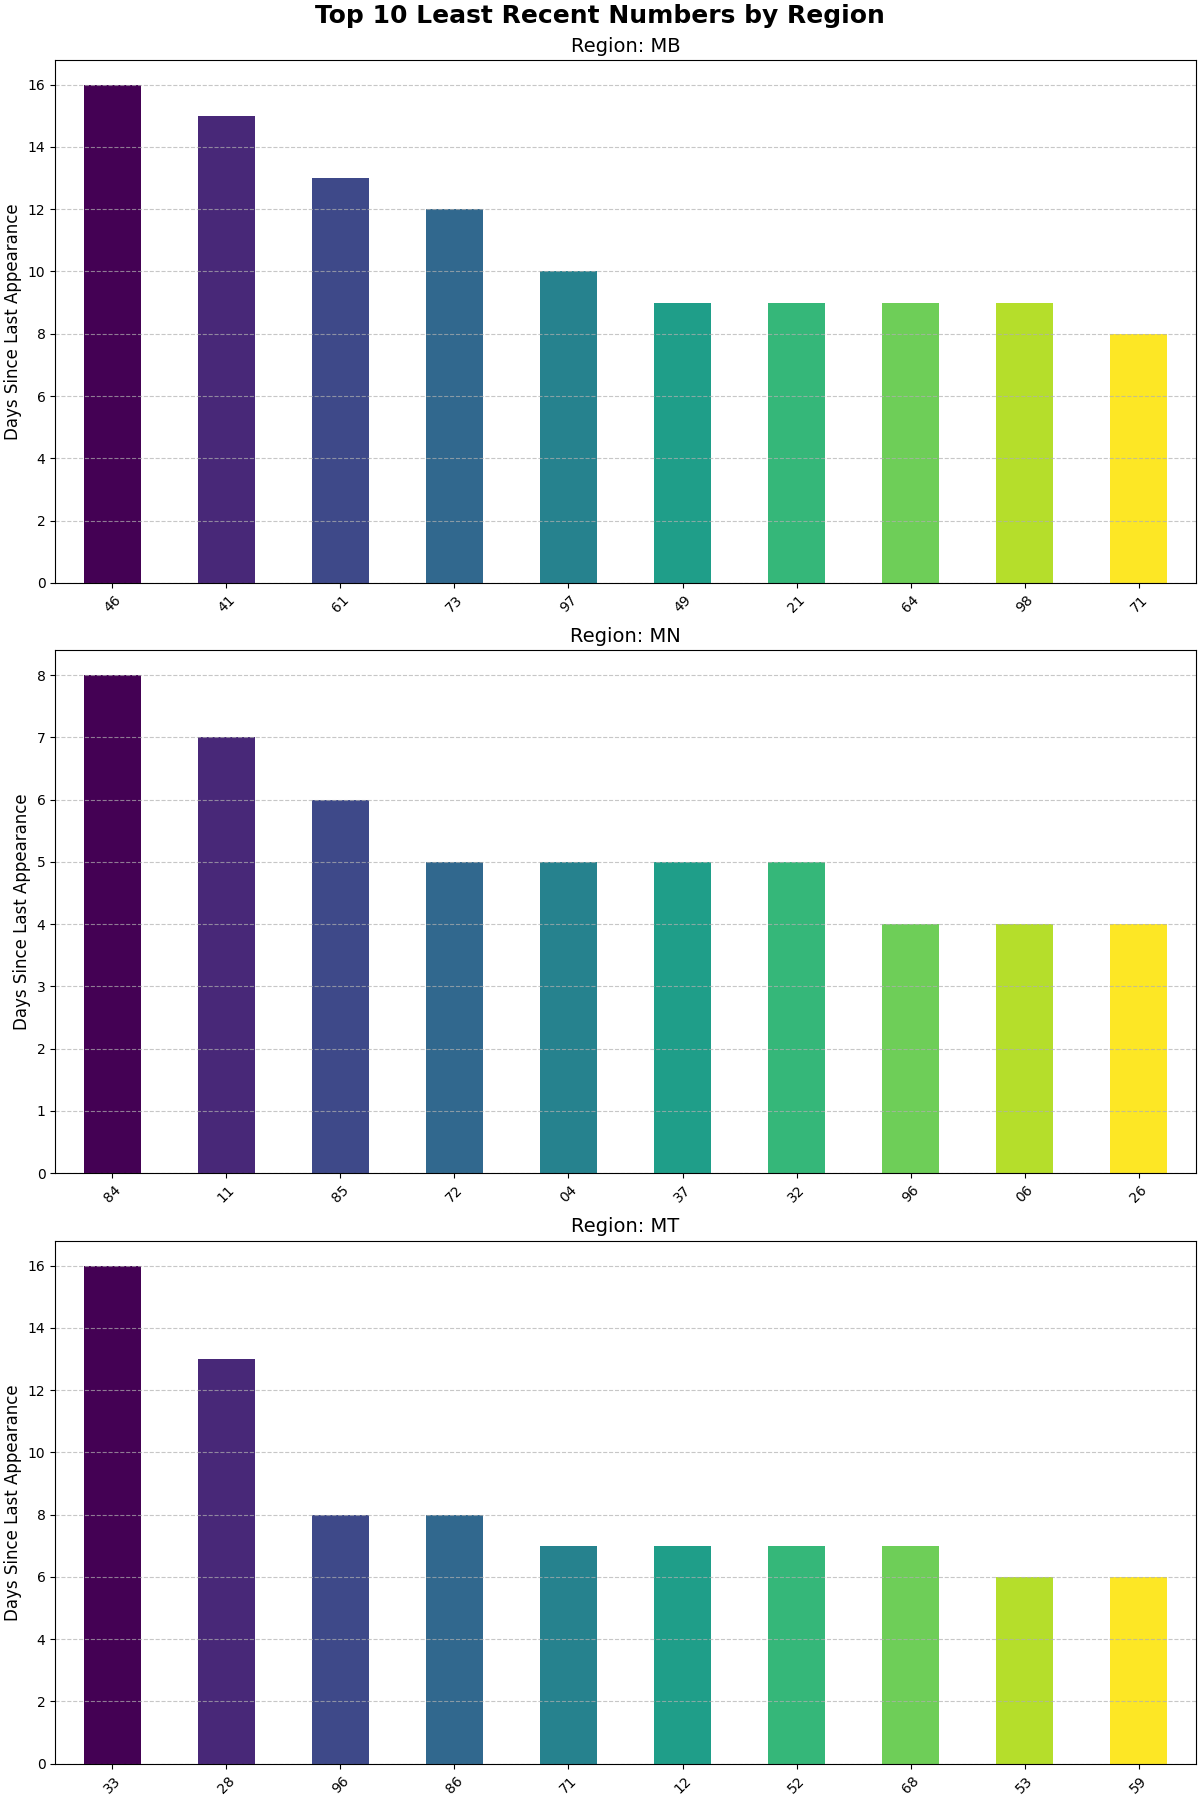 Top 10 Least Recent Numbers by Region
Region: MB
Days Since Last Appearance
16
14
12
10
8
6
4
2
0
46 41 61 73 97 49 21 64 98 71
Region: MN
Days Since Last Appearance
8
7
6
5
4
3
2
1
0
84 11 85 72 04 37 32 96 06 26
Region: MT
Days Since Last Appearance
16
14
12
10
8
6
4
2
0
33 28 96 86 71 12 52 68 53 59